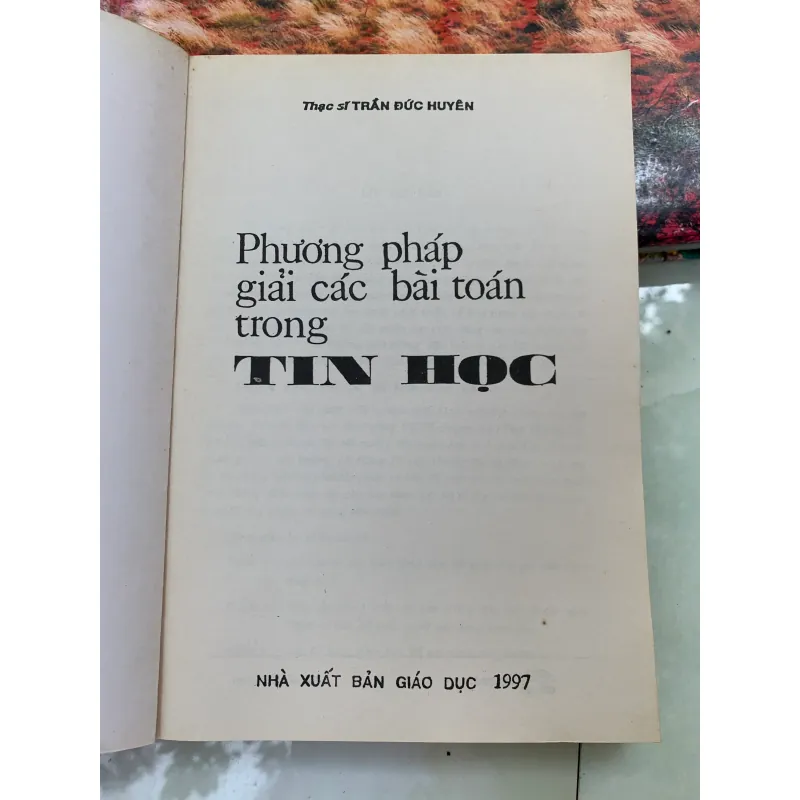 Thạc sĩ TRẦN ĐỨC HUYÊN
Phương pháp
giải các bài toán
trong
TIN HỌC
NHÀ XUẤT BẢN GIÁO DỤC 1997